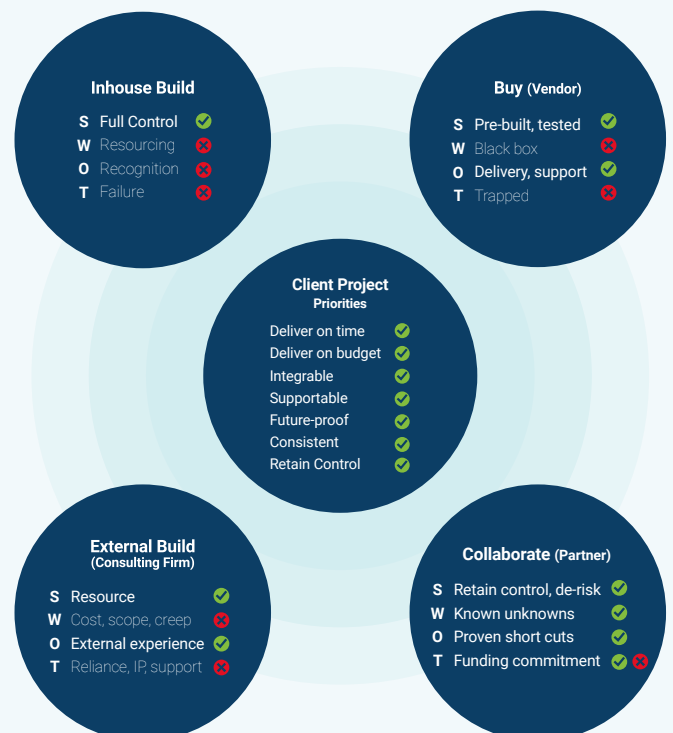 Inhouse Build
S Full Control
W Resourcing
O Recognition
T Failure
Buy (Vendor)
S Pre-built, tested
W Black box
O Delivery, support
T Trapped
Client Project
Priorities
Deliver on time
Deliver on budget
Integrable
Supportable
Future-proof
Consistent
Retain Control
External Build
(Consulting Firm)
S Resource
W Cost, scope, creep
O External experience
T Reliance, IP, support
Collaborate (Partner)
S Retain control, de-risk
W Known unknowns
O Proven short cuts
T Funding commitment